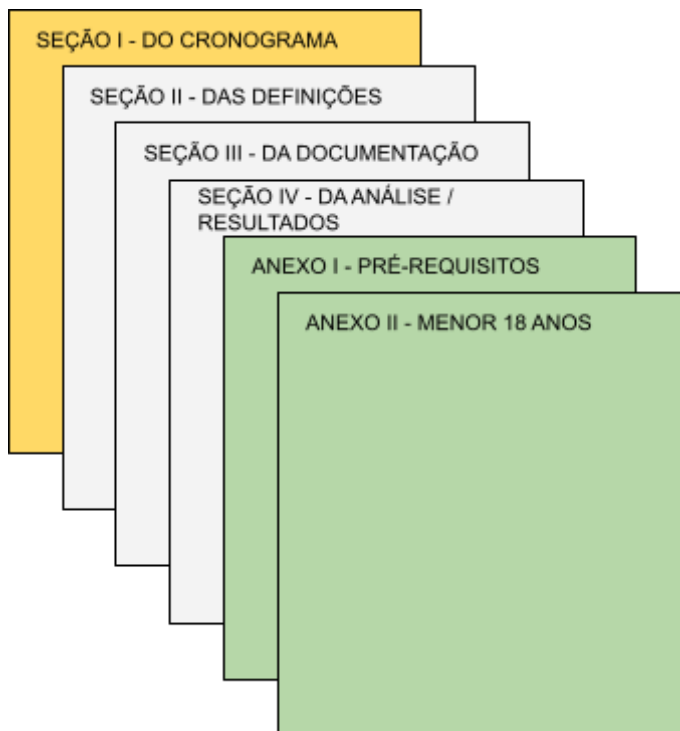 SEÇÃO I - DO CRONOGRAMA
SEÇÃO II - DAS DEFINIÇÕES
SEÇÃO III - DA DOCUMENTAÇÃO
SEÇÃO IV - DA ANÁLISE /
RESULTADOS
ANEXO I - PRÉ-REQUISITOS
ANEXO II - MENOR 18 ANOS